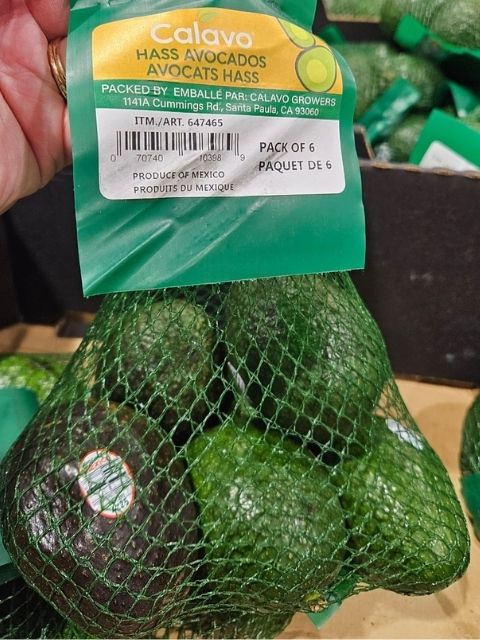 Calavo
HASS AVOCADOS
AVOCATS HASS
PACKED BY EMBALLÉ PAR: CALAVO GROWERS
1141A Cummings Rd., Santa Paula, CA 93060
ITM./ART. 647465
0 70740 10398 9
PACK OF 6
PAQUET DE 6
PRODUCE OF MEXICO
PRODUITS DU MEXIQUE